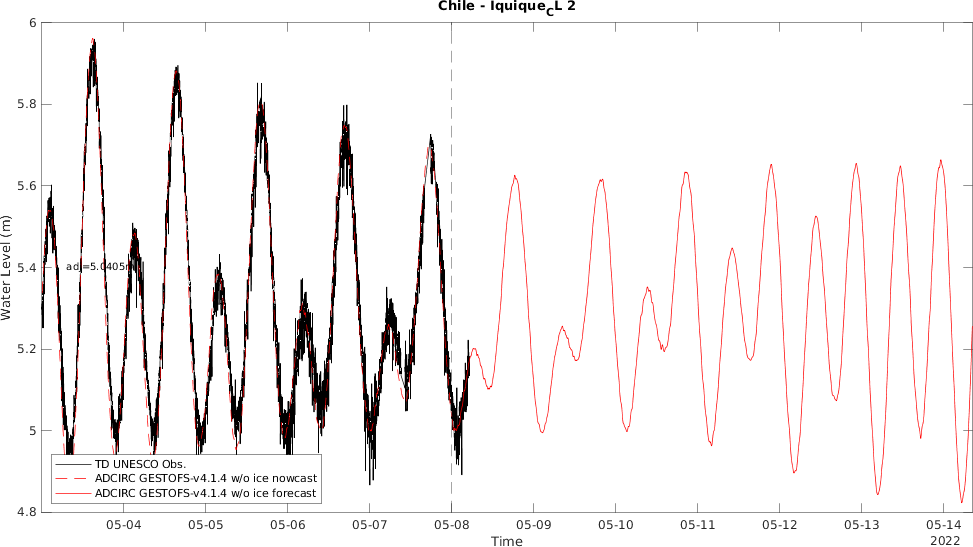 Chile - Iquique_CL 2
6
5.8
5.6
5.4
5.2
5
4.8
Water Level (m)
adj=5.0405m
TD UNESCO Obs.
ADCIRC GESTOFS-v4.1.4 w/o ice nowcast
ADCIRC GESTOFS-v4.1.4 w/o ice forecast
05-04 05-05 05-06 05-07 05-08 05-09 05-10 05-11 05-12 05-13 05-14
Time 2022